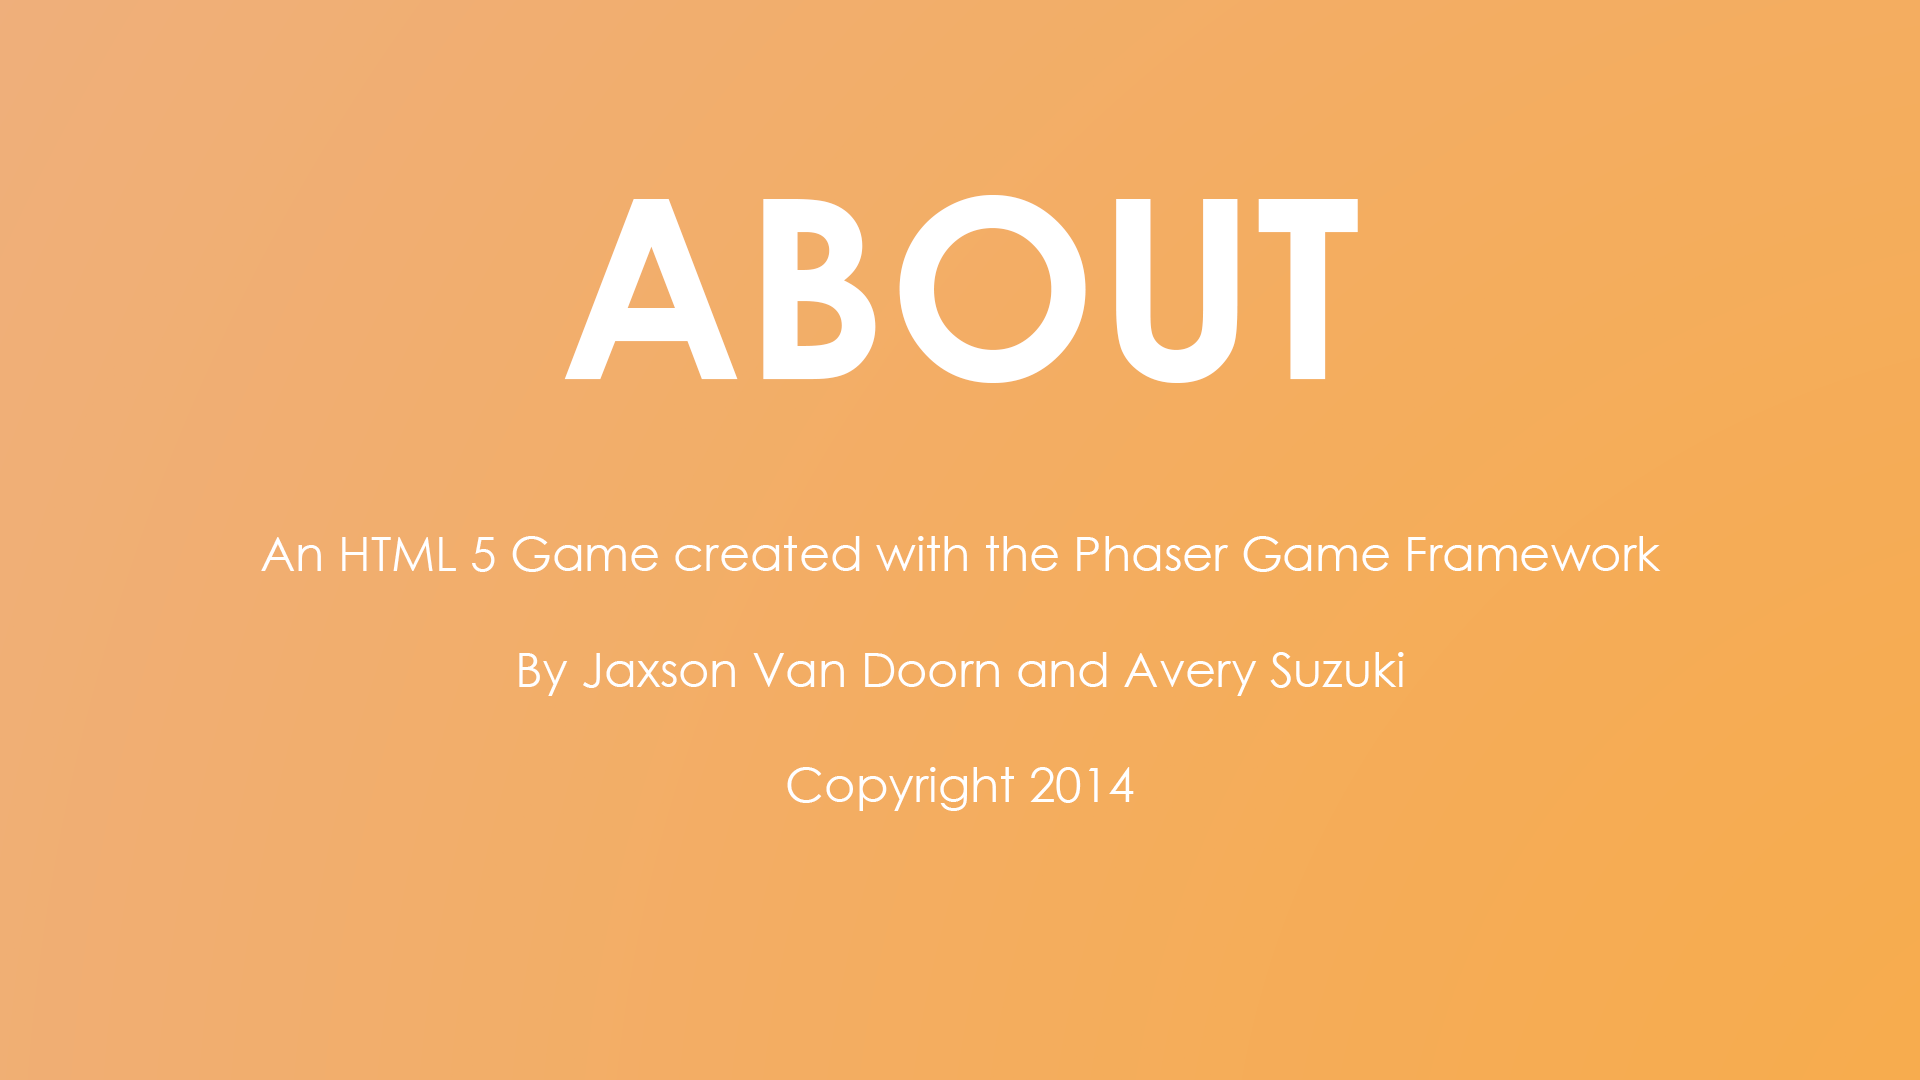 ABOUT
An HTML 5 Game created with the Phaser Game Framework
By Jaxson Van Doorn and Avery Suzuki
Copyright 2014